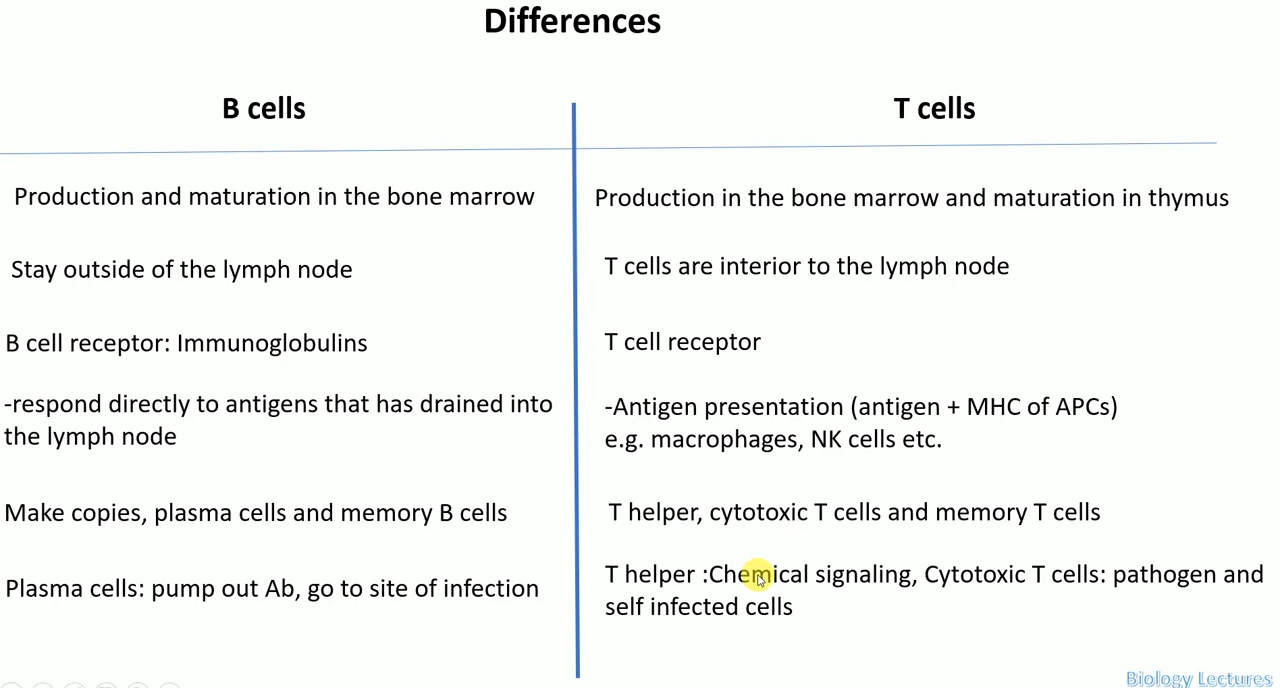 Differences
B cells
T cells
Production and maturation in the bone marrow
Production in the bone marrow and maturation in thymus
Stay outside of the lymph node
T cells are interior to the lymph node
B cell receptor: Immunoglobulins
T cell receptor
-respond directly to antigens that has drained into
the lymph node
-Antigen presentation (antigen + MHC of APCs)
e.g. macrophages, NK cells etc.
Make copies, plasma cells and memory B cells
T helper, cytotoxic T cells and memory T cells
Plasma cells: pump out Ab, go to site of infection
T helper :Chemical signaling, Cytotoxic T cells: pathogen and
self infected cells
Biology Lectures